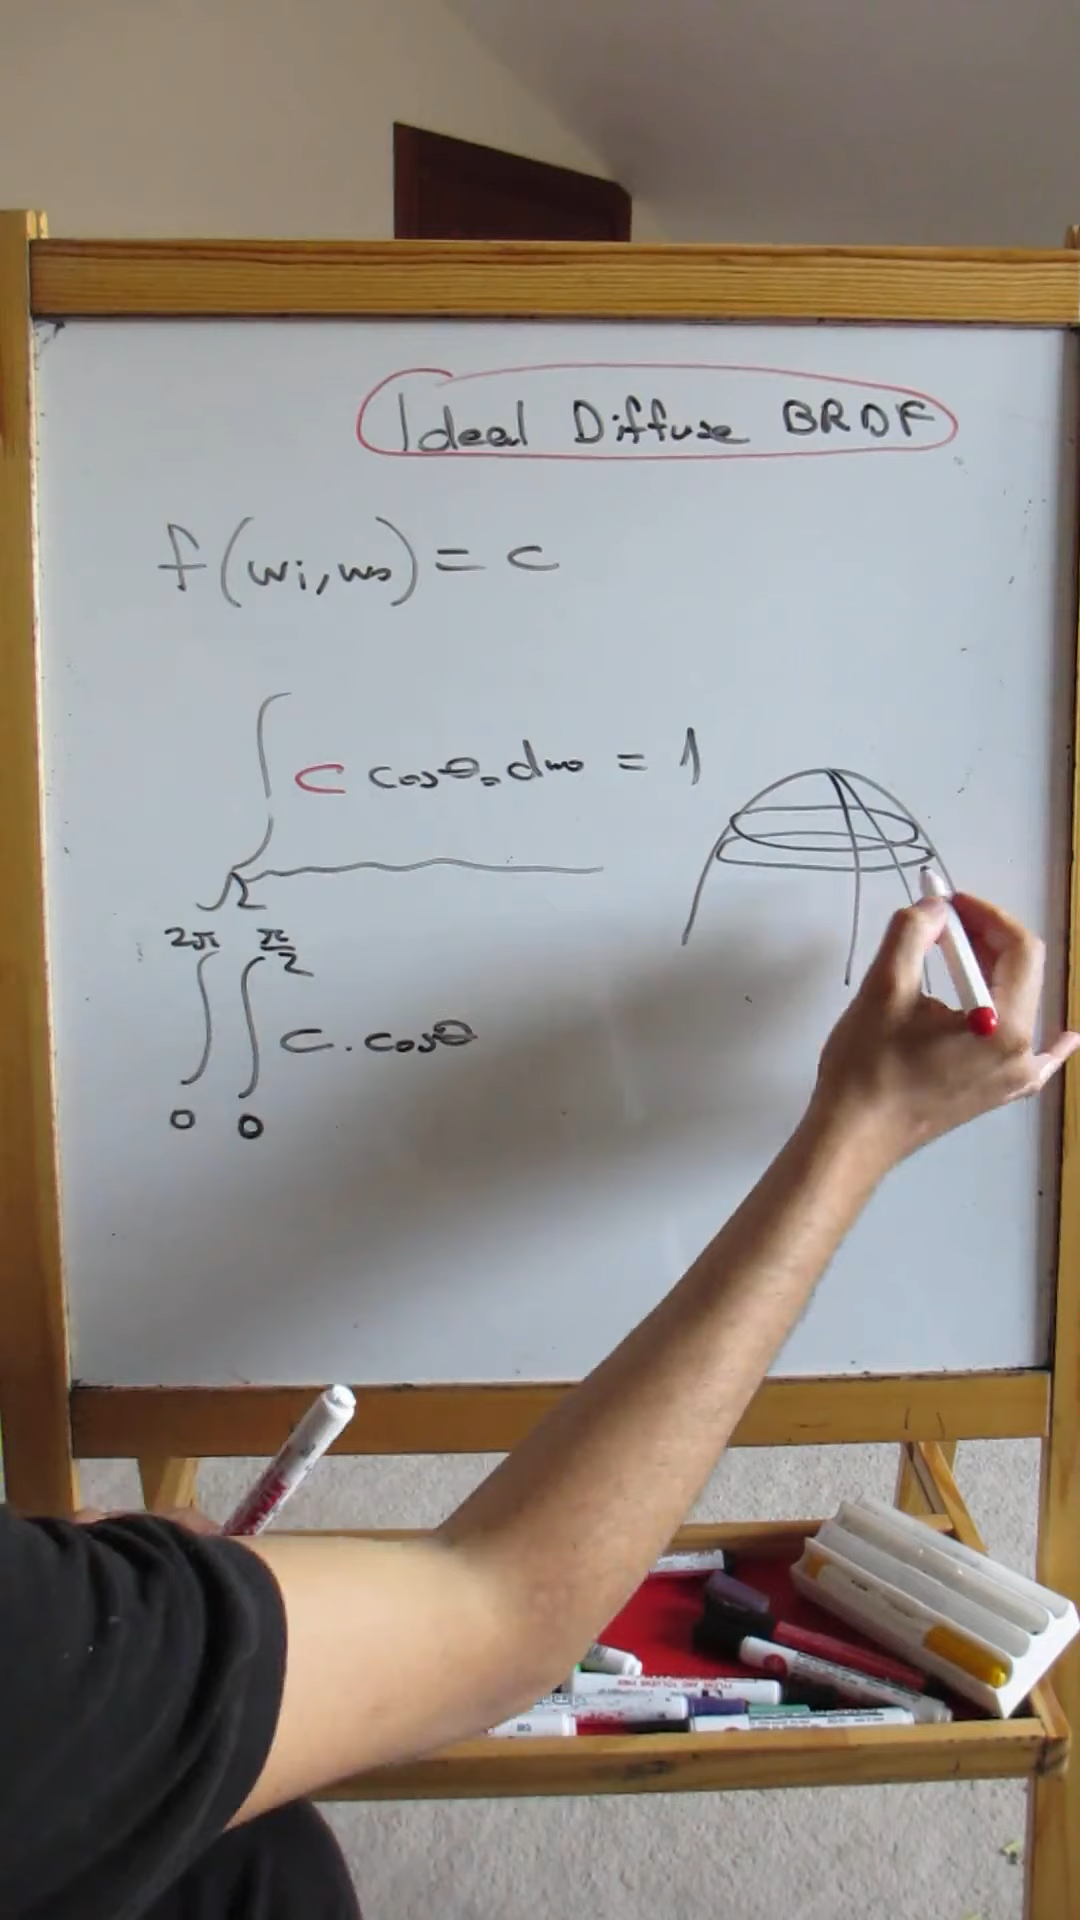 Ideal Diffuse BRDF
f(wi, wo) = c
∫ c cosθo dwo = 1
Ω
2π π/2
∫ ∫ c . cosθ
0 0